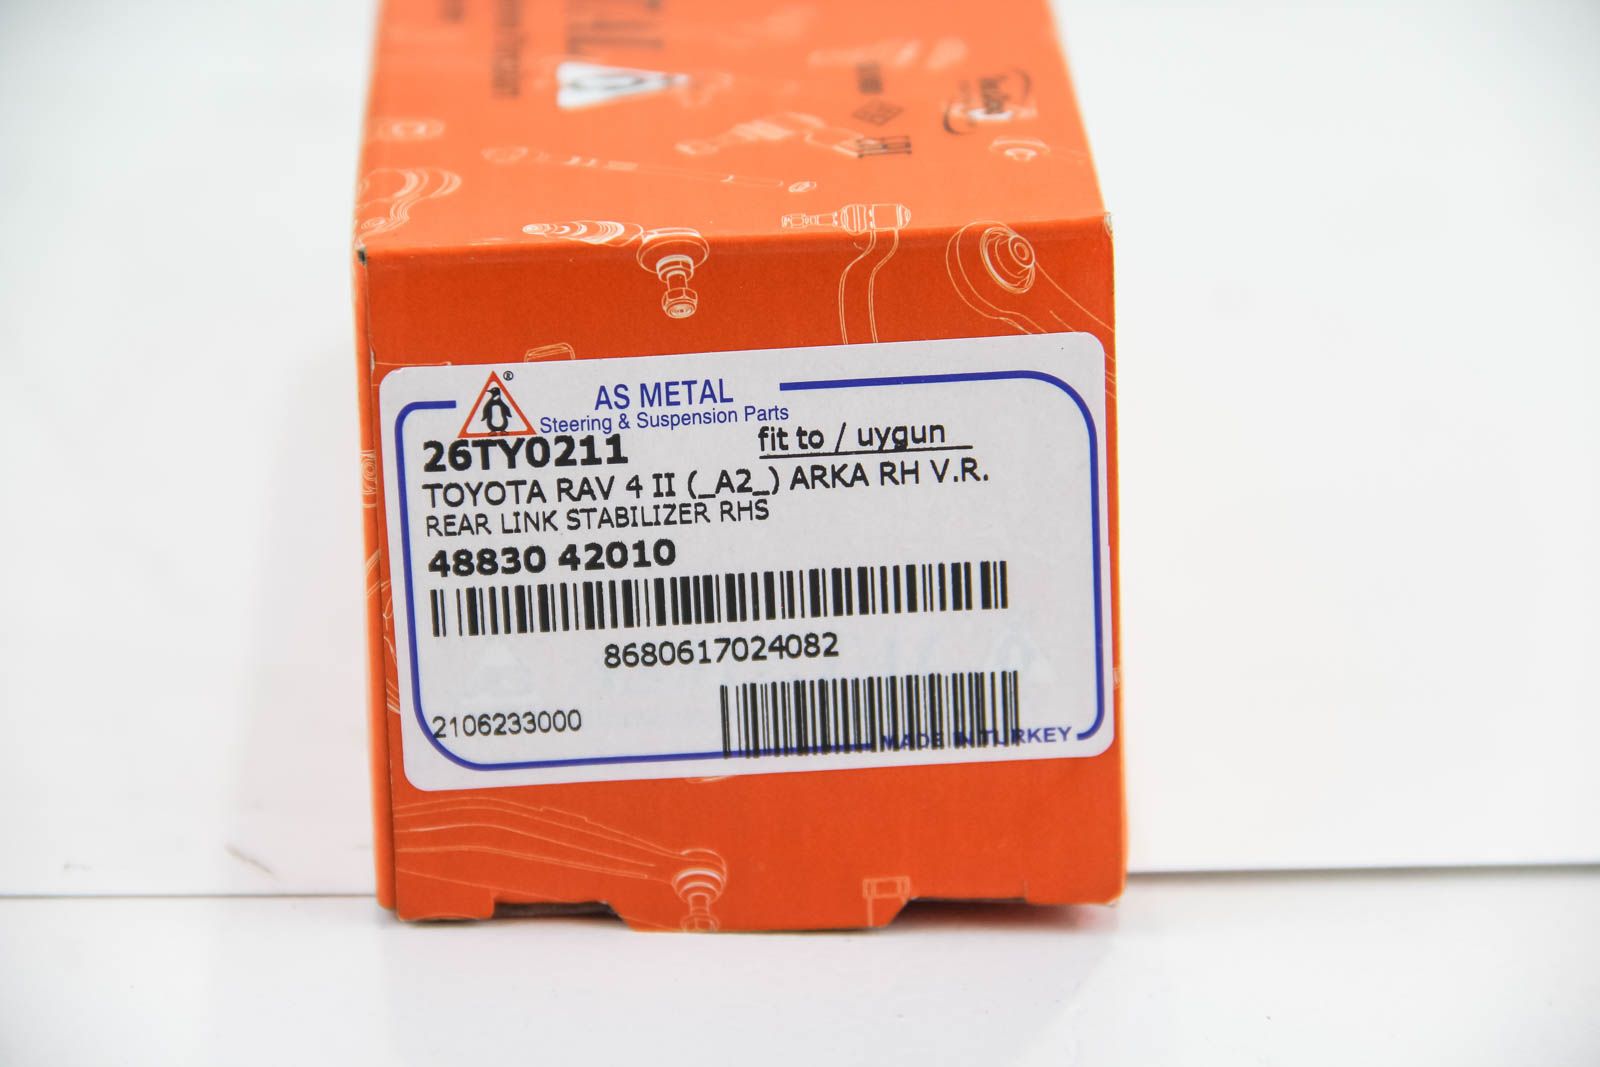 AS METAL
Steering & Suspension Parts
26TY0211
fit to / uygun
TOYOTA RAV 4 II (_A2_) ARKA RH V.R.
REAR LINK STABILIZER RHS
48830 42010
8680617024082
2106233000
MADE IN TURKEY